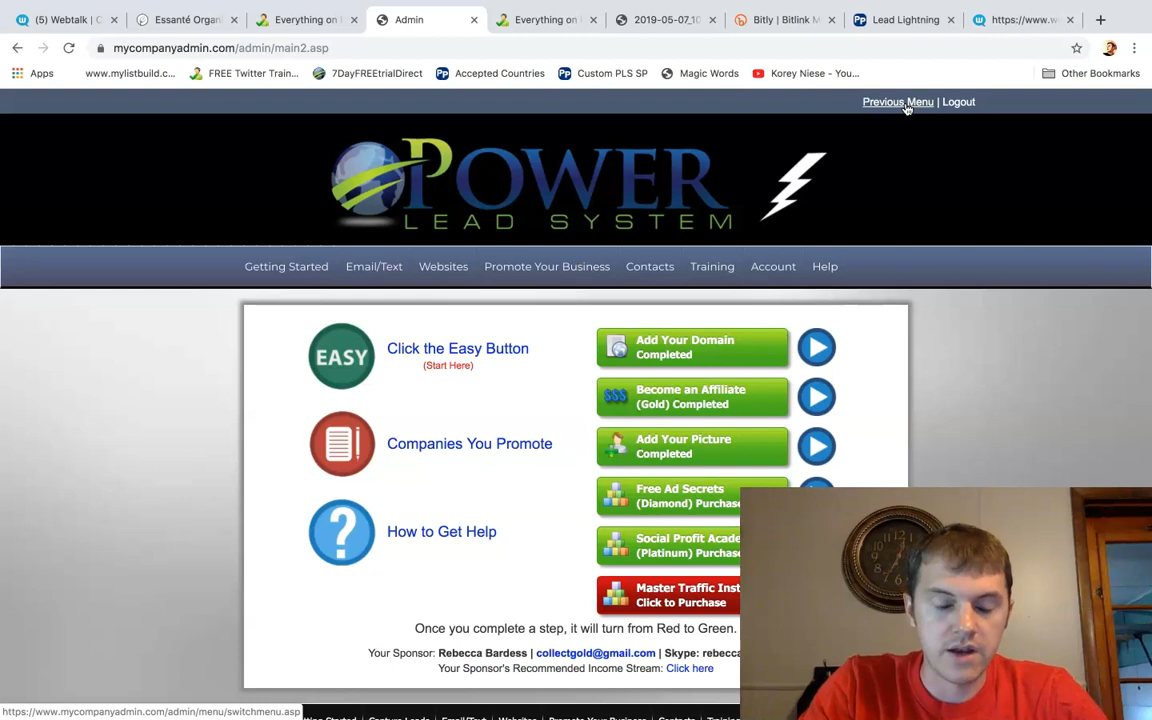 (5) Webtalk | C
Essanté Organ
Everything on
Admin
Everything on
2019-05-07_10
Bitly | Bitlink M
Lead Lightning
https://www.w
mycompanyadmin.com/admin/main2.asp
Apps
www.mylistbuild.c...
FREE Twitter Train...
7DayFREEtrialDirect
Accepted Countries
Custom PLS SP
Magic Words
Korey Niese - You...
Other Bookmarks
Previous Menu | Logout
POWER
LEAD SYSTEM
Getting Started Email/Text Websites Promote Your Business Contacts Training Account Help
EASY
Click the Easy Button
(Start Here)
Companies You Promote
?
How to Get Help
Add Your Domain
Completed
$$$
Become an Affiliate
(Gold) Completed
Add Your Picture
Completed
Free Ad Secrets
(Diamond) Purchas
Social Profit Acade
(Platinum) Purchas
Master Traffic Inst
Click to Purchase
Once you complete a step, it will turn from Red to Green.
Your Sponsor: Rebecca Bardess | collectgold@gmail.com | Skype: rebecca
Your Sponsor's Recommended Income Stream: Click here
https://www.mycompanyadmin.com/admin/menu/switchmenu.asp